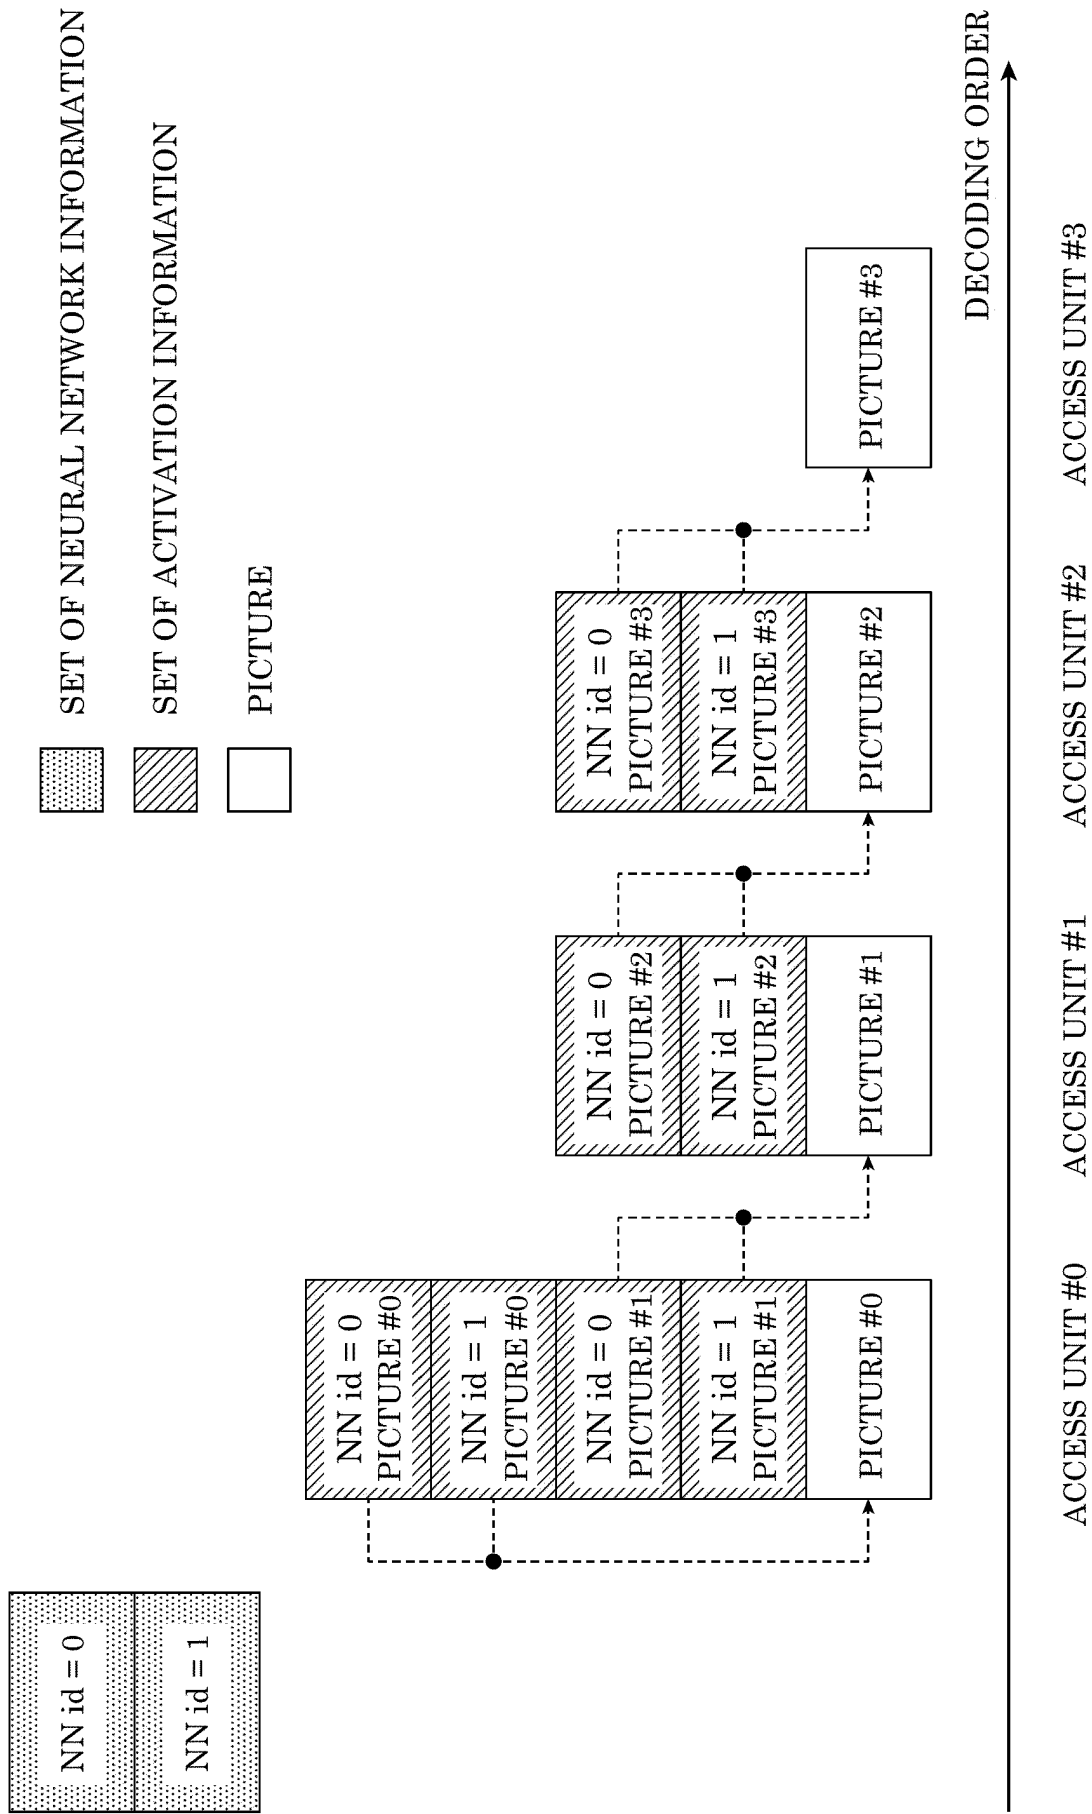 SET OF NEURAL NETWORK INFORMATION
SET OF ACTIVATION INFORMATION
PICTURE
NN id = 0
NN id = 1
NN id = 0
PICTURE #0
NN id = 1
PICTURE #0
NN id = 0
PICTURE #1
NN id = 1
PICTURE #1
PICTURE #0
NN id = 0
PICTURE #2
NN id = 1
PICTURE #2
PICTURE #1
NN id = 0
PICTURE #3
NN id = 1
PICTURE #3
PICTURE #2
PICTURE #3
DECODING ORDER
ACCESS UNIT #0
ACCESS UNIT #1
ACCESS UNIT #2
ACCESS UNIT #3